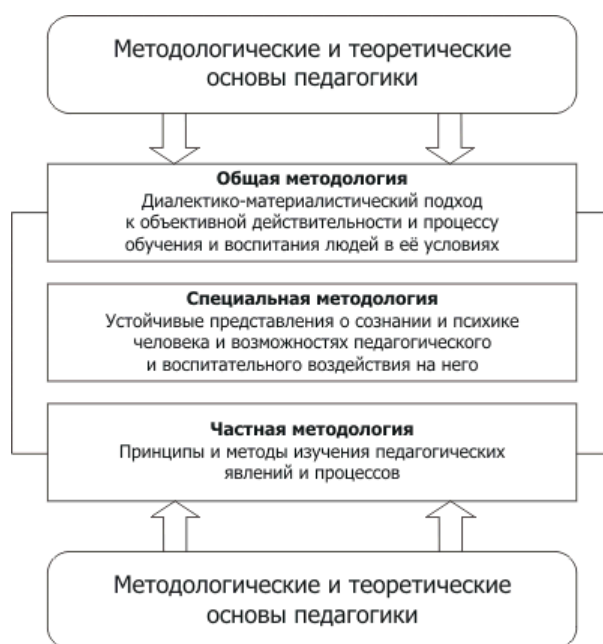 Методологические и теоретические
основы педагогики
Общая методология
Диалектико-материалистический подход
к объективной действительности и процессу
обучения и воспитания людей в её условиях
Специальная методология
Устойчивые представления о сознании и психике
человека и возможностях педагогического
и воспитательного воздействия на него
Частная методология
Принципы и методы изучения педагогических
явлений и процессов
Методологические и теоретические
основы педагогики